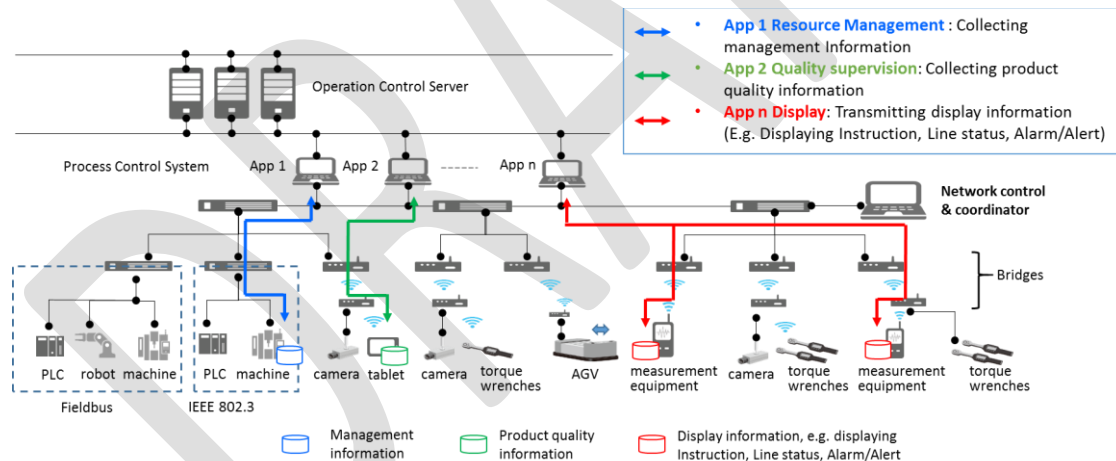 App 1 Resource Management : Collecting
management Information
App 2 Quality supervision: Collecting product
quality information
App n Display: Transmitting display information
(E.g. Displaying Instruction, Line status, Alarm/Alert)
Operation Control Server
Process Control System
App 1
App 2
App n
Network control
& coordinator
Bridges
PLC
robot
machine
PLC
machine
camera
tablet
camera
torque
wrenches
AGV
measurement
equipment
camera
torque
wrenches
measurement
equipment
torque
wrenches
Fieldbus
IEEE 802.3
Management
information
Product quality
information
Display information, e.g. displaying
Instruction, Line status, Alarm/Alert
DRAFT